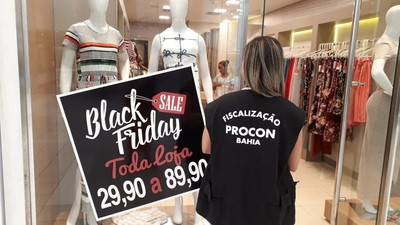 Black
SALE
Friday
Toda loja
29,90 a 89,90
FISCALIZAÇÃO
PROCON
BAHIA